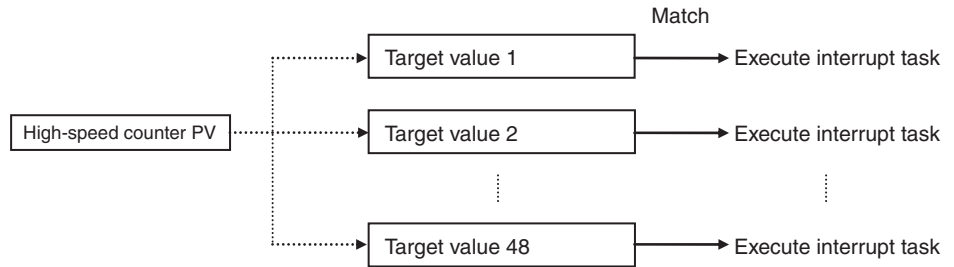 Match
Target value 1
Execute interrupt task
High-speed counter PV
Target value 2
Execute interrupt task
Target value 48
Execute interrupt task